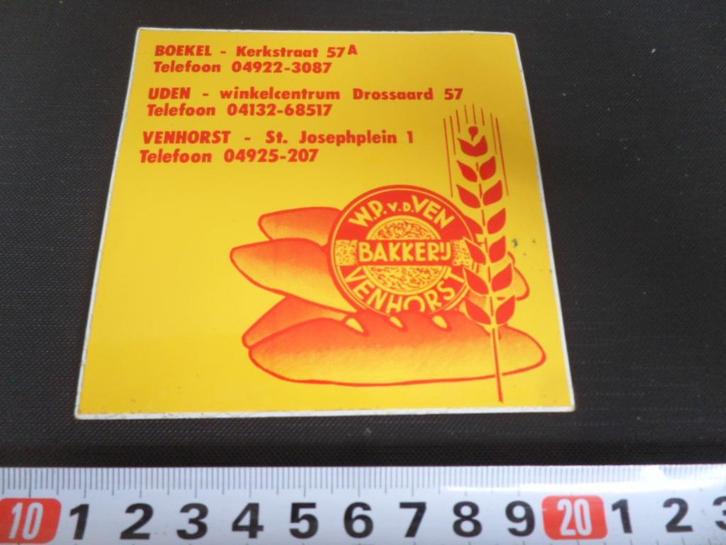 BOEKEL - Kerkstraat 57A
Telefoon 04922-3087
UDEN - winkelcentrum Drossaard 57
Telefoon 04132-68517
VENHORST - St. Josephplein 1
Telefoon 04925-207
W.P. v.D. VEN
BAKKERIJ
VENHORST
10 1 2 3 4 5 6 7 8 9 20 1 2 3